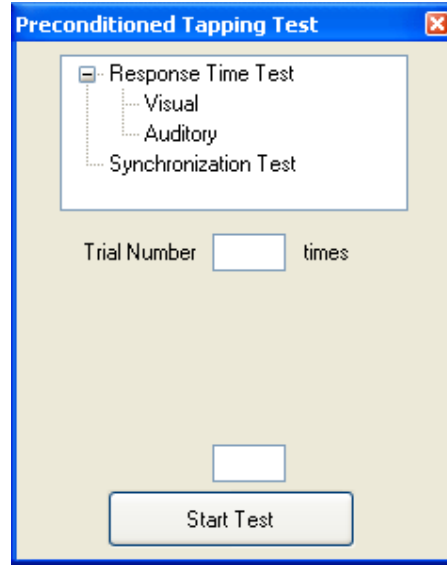 Preconditioned Tapping Test
Response Time Test
Visual
Auditory
Synchronization Test
Trial Number times
Start Test